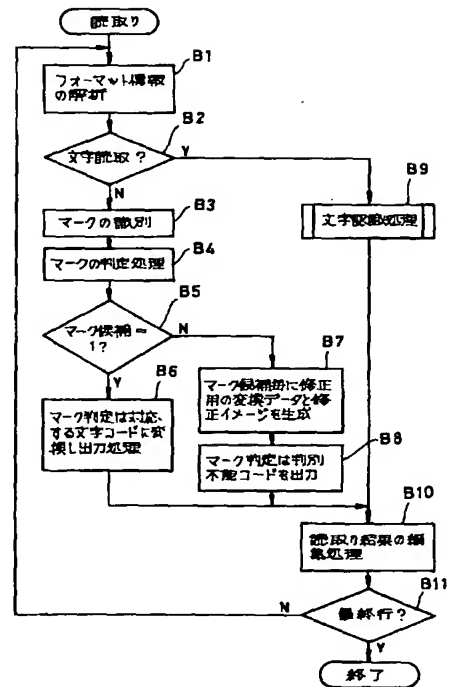 読取り
B1
フォーマット情報
の解析
B2
文字読取？
Y
N
B9
文字認識処理
B3
マークの識別
B4
マークの判定処理
B5
マーク候補＝
1？
N
Y
B6
マーク判定は対応
する文字コードに変
換し出力処理
B7
マーク候補毎に修正
用の変換データと修
正イメージを生成
B8
マーク判定は判別
不能コードを出力
B10
読取り結果の編
集処理
B11
最終行？
N
Y
終了